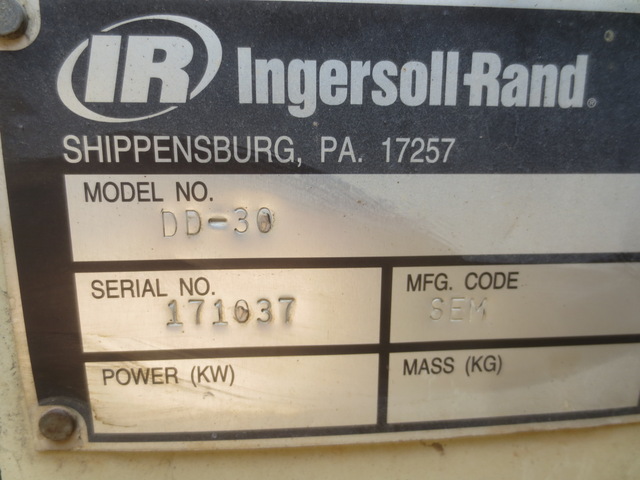 IR Ingersoll-Rand®
SHIPPENSBURG, PA. 17257
MODEL NO.
DD-30
SERIAL NO.
171037
MFG. CODE
SEM
POWER (KW)
MASS (KG)